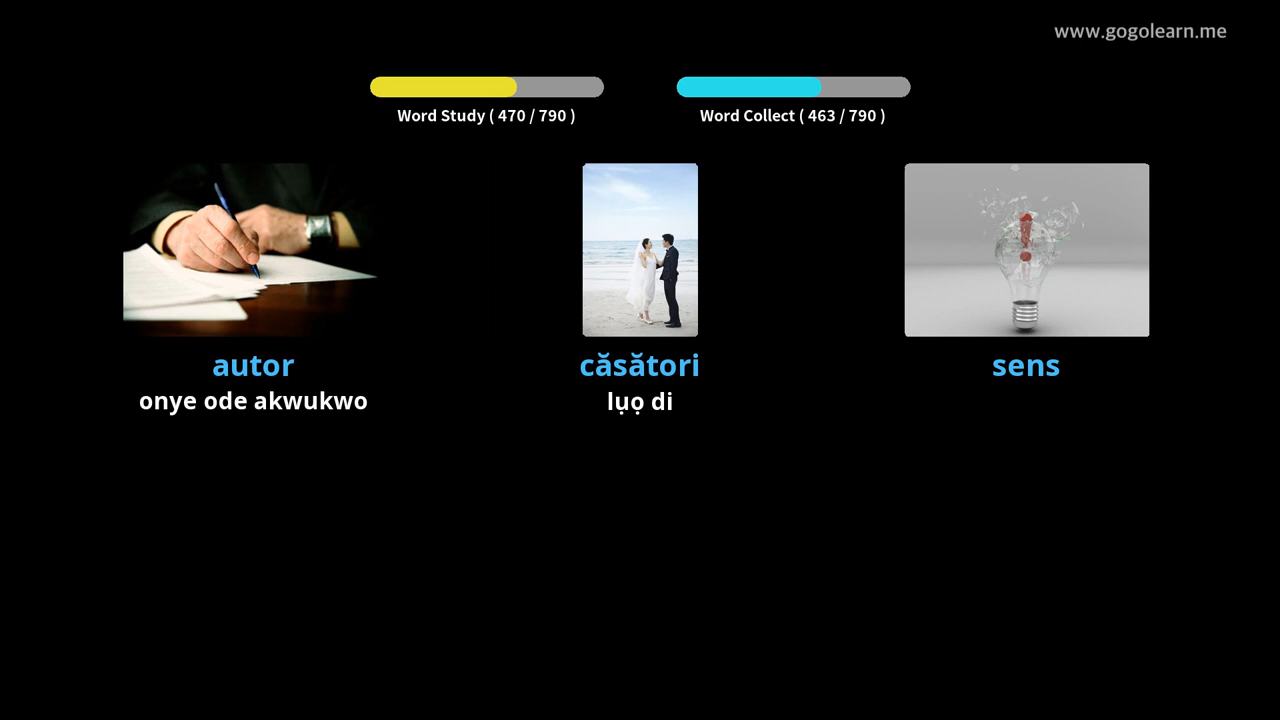 www.gogolearn.me
Word Study ( 470 / 790 )
Word Collect ( 463 / 790 )
autor
căsători
sens
onye ode akwukwo
lụọ di